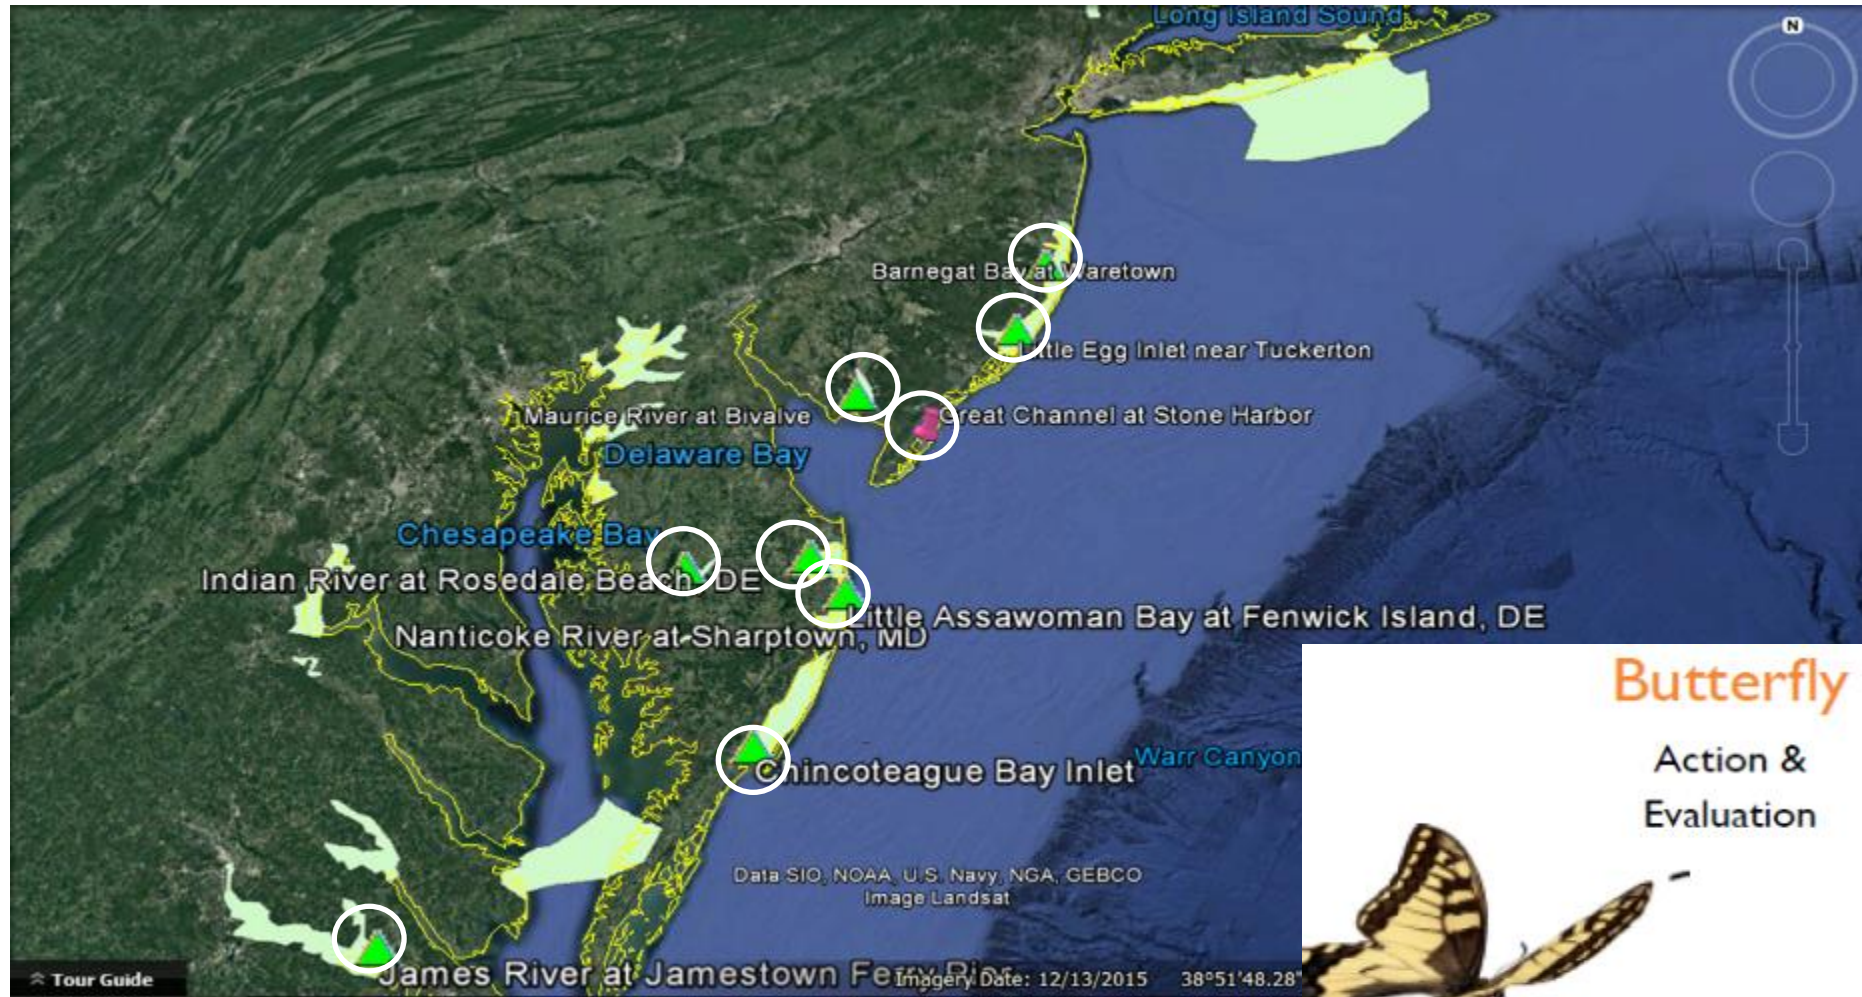 Long Island Sound
N
Barnegat Bay at Waretown
Little Egg Inlet near Tuckerton
Maurice River at Bivalve
Great Channel at Stone Harbor
Delaware Bay
Chesapeake Bay
Indian River at Rosedale Beach, DE
Little Assawoman Bay at Fenwick Island, DE
Nanticoke River at Sharptown, MD
Chincoteague Bay Inlet
Warr Canyon
Data SIO, NOAA, U.S. Navy, NGA, GEBCO
Image Landsat
James River at Jamestown Ferry Pier
Tour Guide
Imagery Date: 12/13/2015 38°51'48.28"
Butterfly
Action &
Evaluation